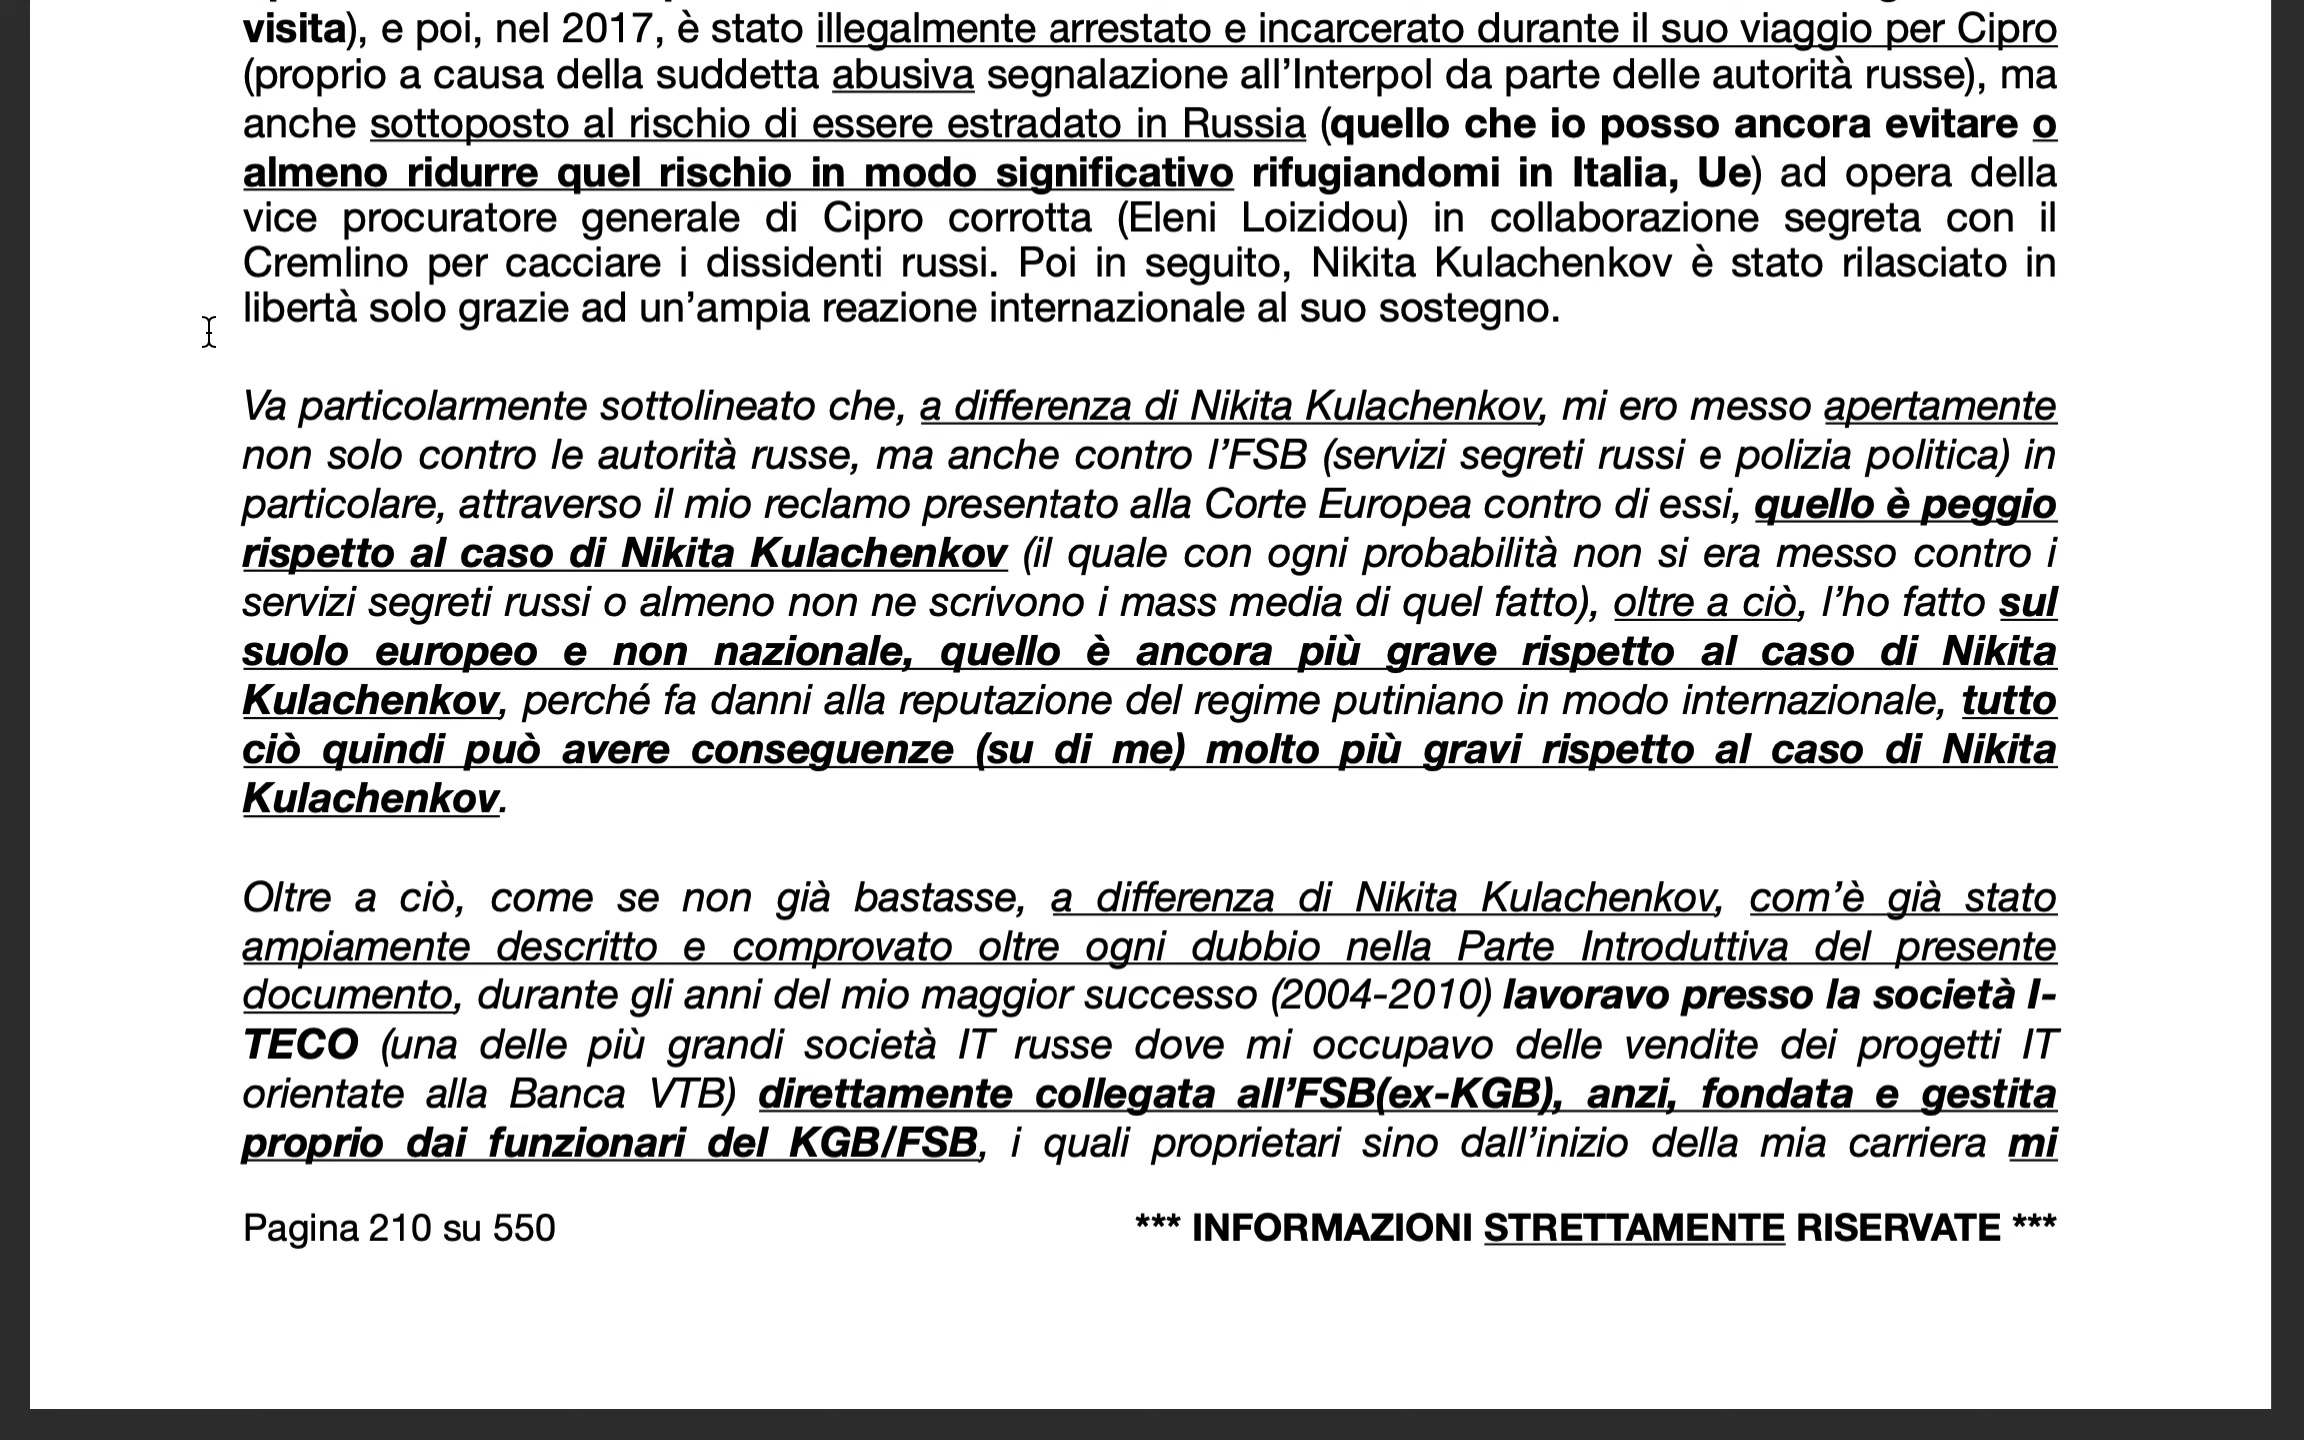 visita), e poi, nel 2017, è stato illegalmente arrestato e incarcerato durante il suo viaggio per Cipro
(proprio a causa della suddetta abusiva segnalazione all’Interpol da parte delle autorità russe), ma
anche sottoposto al rischio di essere estradato in Russia (quello che io posso ancora evitare o
almeno ridurre quel rischio in modo significativo rifugiandomi in Italia, Ue) ad opera della
vice procuratore generale di Cipro corrotta (Eleni Loizidou) in collaborazione segreta con il
Cremlino per cacciare i dissidenti russi. Poi in seguito, Nikita Kulachenkov è stato rilasciato in
libertà solo grazie ad un’ampia reazione internazionale al suo sostegno.
Va particolarmente sottolineato che, a differenza di Nikita Kulachenkov, mi ero messo apertamente
non solo contro le autorità russe, ma anche contro l’FSB (servizi segreti russi e polizia politica) in
particolare, attraverso il mio reclamo presentato alla Corte Europea contro di essi, quello è peggio
rispetto al caso di Nikita Kulachenkov (il quale con ogni probabilità non si era messo contro i
servizi segreti russi o almeno non ne scrivono i mass media di quel fatto), oltre a ciò, l’ho fatto sul
suolo europeo e non nazionale, quello è ancora più grave rispetto al caso di Nikita
Kulachenkov, perché fa danni alla reputazione del regime putiniano in modo internazionale, tutto
ciò quindi può avere conseguenze (su di me) molto più gravi rispetto al caso di Nikita
Kulachenkov.
Oltre a ciò, come se non già bastasse, a differenza di Nikita Kulachenkov, com’è già stato
ampiamente descritto e comprovato oltre ogni dubbio nella Parte Introduttiva del presente
documento, durante gli anni del mio maggior successo (2004-2010) lavoravo presso la società I-
TECO (una delle più grandi società IT russe dove mi occupavo delle vendite dei progetti IT
orientate alla Banca VTB) direttamente collegata all’FSB(ex-KGB), anzi, fondata e gestita
proprio dai funzionari del KGB/FSB, i quali proprietari sino dall’inizio della mia carriera mi
Pagina 210 su 550 *** INFORMAZIONI STRETTAMENTE RISERVATE ***